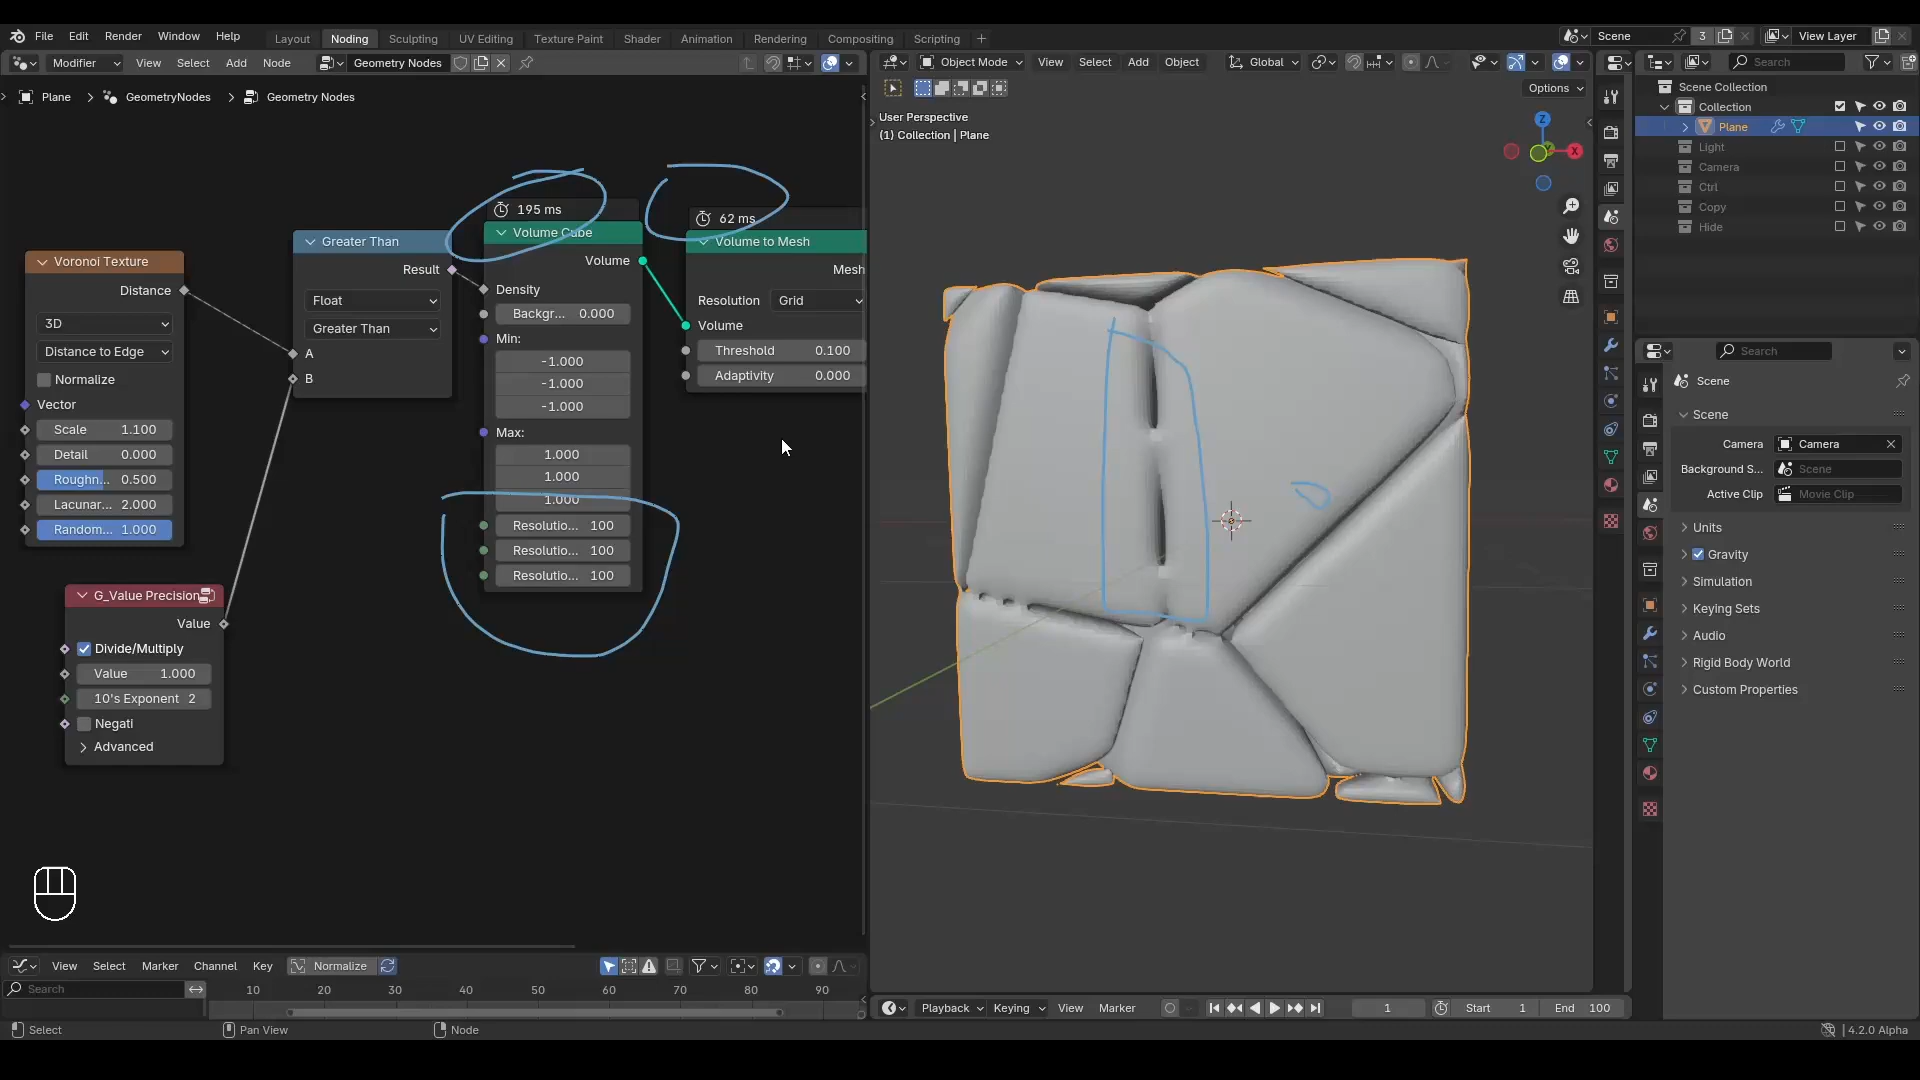 File Edit Render Window Help Layout Noding Sculpting UV Editing Texture Paint Shader Animation Rendering Compositing Scripting + Scene 3 View Layer
Modifier View Select Add Node Geometry Nodes Object Mode View Select Add Object Global Search
Options
Plane > GeometryNodes > Geometry Nodes
User Perspective
(1) Collection | Plane
Z
X
Scene Collection
Collection
Plane
Light
Camera
Ctrl
Copy
Hide
Voronoi Texture
Distance
3D
Distance to Edge
Normalize
Vector
Scale 1.100
Detail 0.000
Roughn... 0.500
Lacunar... 2.000
Random... 1.000
G_Value Precision
Value
Divide/Multiply
Value 1.000
10's Exponent 2
Negati
Advanced
Greater Than
Result
Float
Greater Than
A
B
195 ms
Volume Cube
Volume
Density
Backgr... 0.000
Min:
-1.000
-1.000
-1.000
Max:
1.000
1.000
1.000
Resolutio... 100
Resolutio... 100
Resolutio... 100
62 ms
Volume to Mesh
Mesh
Resolution Grid
Volume
Threshold 0.100
Adaptivity 0.000
Search
Scene
Scene
Camera Camera
Background S... Scene
Active Clip Movie Clip
Units
Gravity
Simulation
Keying Sets
Audio
Rigid Body World
Custom Properties
View Select Marker Channel Key Normalize
Search 10 20 30 40 50 60 70 80 90
Playback Keying View Marker 1 Start 1 End 100
Select Pan View Node 4.2.0 Alpha